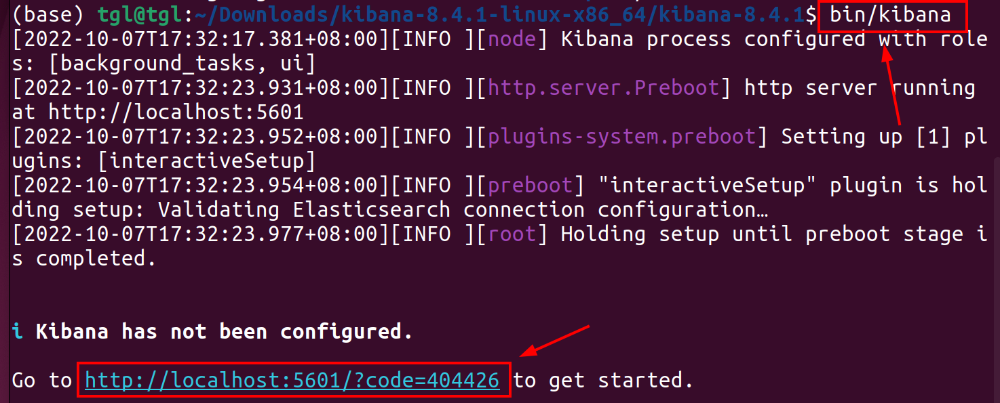 (base) tgl@tgl:~/Downloads/kibana-8.4.1-linux-x86_64/kibana-8.4.1$ bin/kibana
[2022-10-07T17:32:17.381+08:00][INFO ][node] Kibana process configured with role
s: [background_tasks, ui]
[2022-10-07T17:32:23.931+08:00][INFO ][http.server.Preboot] http server running
at http://localhost:5601
[2022-10-07T17:32:23.952+08:00][INFO ][plugins-system.preboot] Setting up [1] pl
ugins: [interactiveSetup]
[2022-10-07T17:32:23.954+08:00][INFO ][preboot] "interactiveSetup" plugin is hol
ding setup: Validating Elasticsearch connection configuration…
[2022-10-07T17:32:23.977+08:00][INFO ][root] Holding setup until preboot stage i
s completed.
i Kibana has not been configured.
Go to http://localhost:5601/?code=404426 to get started.